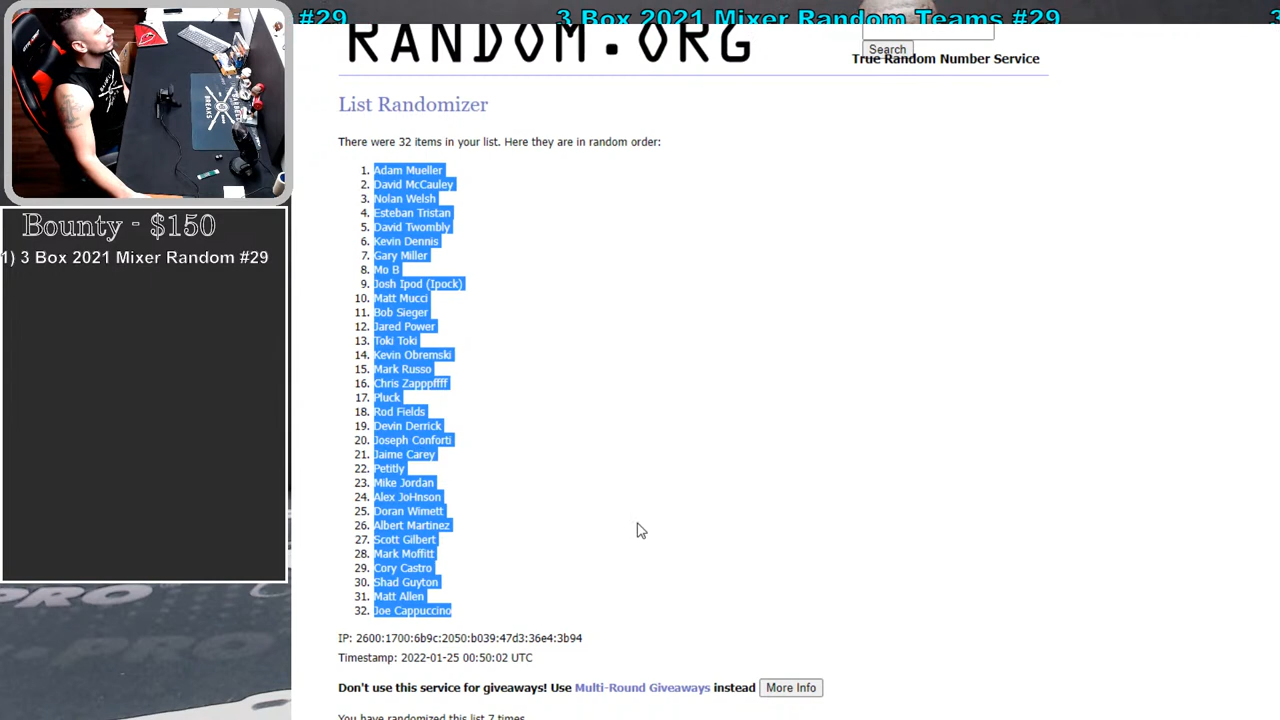 #29 3 Box 2021 Mixer Random Teams #29
RANDOM.ORG
Search
True Random Number Service
List Randomizer
There were 32 items in your list. Here they are in random order:
1. Adam Mueller
2. David McCauley
3. Nolan Welsh
4. Esteban Tristan
5. David Twombly
6. Kevin Dennis
7. Gary Miller
8. Mo B
9. Josh Ipod (Ipock)
10. Matt Mucci
11. Bob Sieger
12. Jared Power
13. Toki Toki
14. Kevin Obremski
15. Mark Russo
16. Chris Zapppffff
17. Pluck
18. Rod Fields
19. Devin Derrick
20. Joseph Conforti
21. Jaime Carey
22. Petitly
23. Mike Jordan
24. Alex JoHnson
25. Doran Wimett
26. Albert Martinez
27. Scott Gilbert
28. Mark Moffitt
29. Cory Castro
30. Shad Guyton
31. Matt Allen
32. Joe Cappuccino
IP: 2600:1700:6b9c:2050:b039:47d3:36e4:3b94
Timestamp: 2022-01-25 00:50:02 UTC
Don't use this service for giveaways! Use Multi-Round Giveaways instead More Info
You have randomized this list 7 times
Bounty - $150
1) 3 Box 2021 Mixer Random #29
BREAKS
PRO